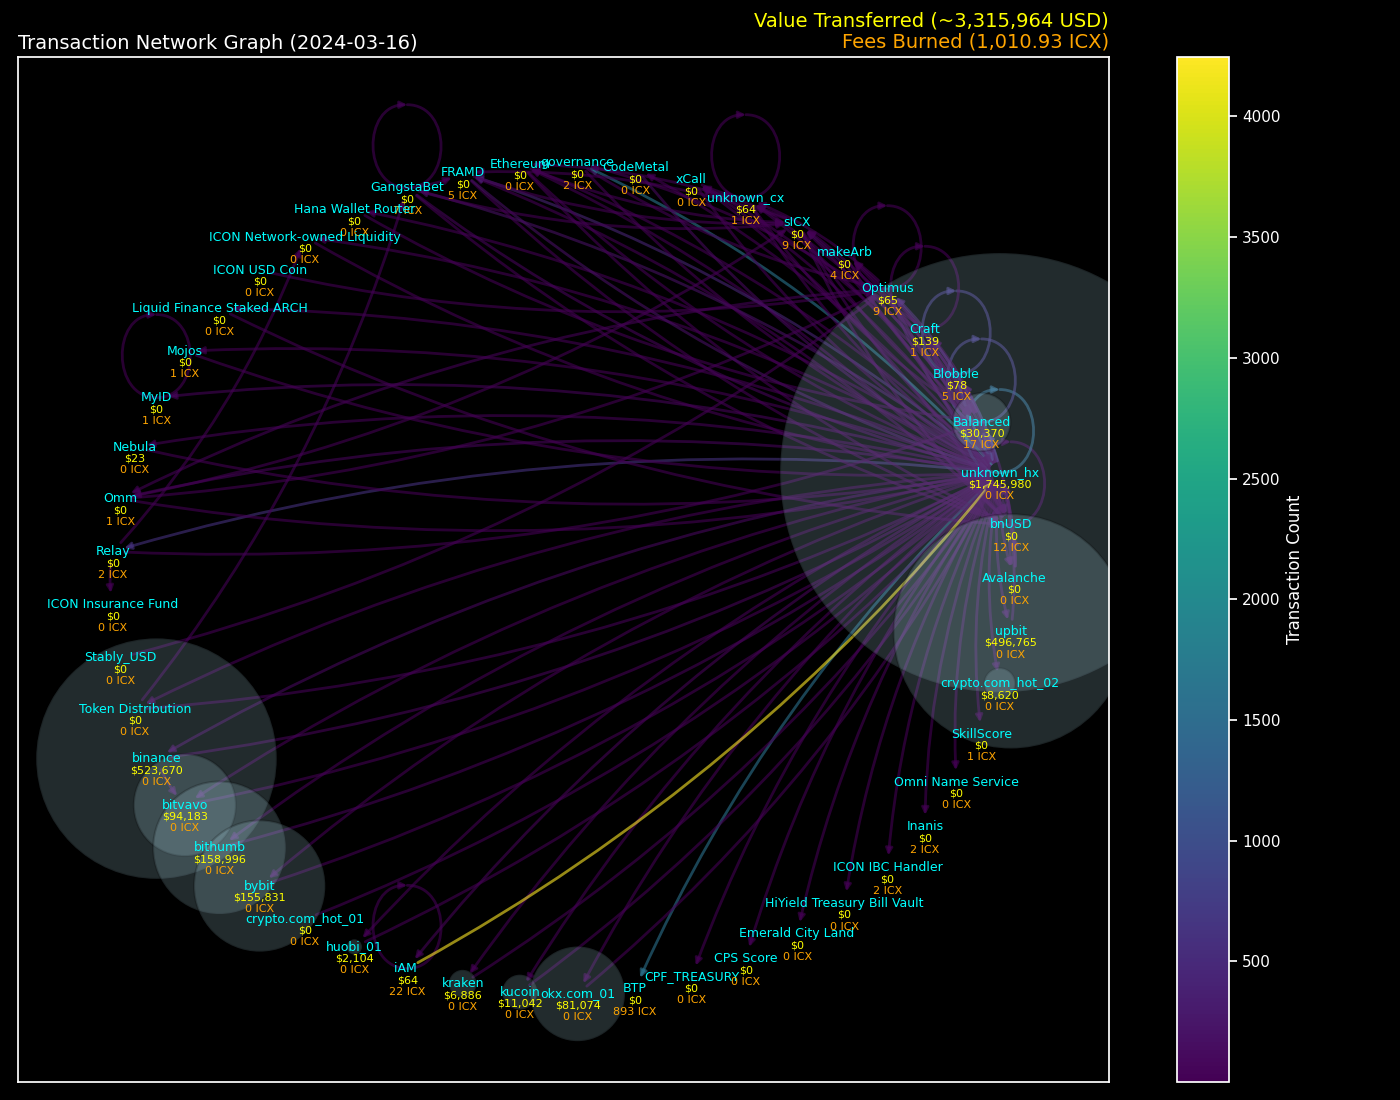 Value Transferred (~3,315,964 USD)
Transaction Network Graph (2024-03-16)
Fees Burned (1,010.93 ICX)
GangstaBet
$0
7 ICX
FRAMD
$0
5 ICX
Ethereum
$0
0 ICX
governance
$0
2 ICX
CodeMetal
$0
0 ICX
xCall
$0
0 ICX
unknown_cx
$64
1 ICX
sICX
$0
9 ICX
makeArb
$0
4 ICX
Optimus
$65
9 ICX
Craft
$139
1 ICX
Blobble
$78
5 ICX
Balanced
$30,370
17 ICX
unknown_hx
$1,745,980
0 ICX
bnUSD
$0
12 ICX
Avalanche
$0
0 ICX
upbit
$496,765
0 ICX
crypto.com_hot_02
$8,620
0 ICX
SkillScore
$0
1 ICX
Omni Name Service
$0
0 ICX
Inanis
$0
2 ICX
ICON IBC Handler
$0
2 ICX
HiYield Treasury Bill Vault
$0
0 ICX
Emerald City Land
$0
0 ICX
CPS Score
$0
0 ICX
CPF_TREASURY
$0
0 ICX
BTP
$0
893 ICX
okx.com_01
$81,074
0 ICX
kucoin
$11,042
0 ICX
kraken
$6,886
0 ICX
iAM
$64
22 ICX
huobi_01
$2,104
0 ICX
crypto.com_hot_01
$0
0 ICX
bybit
$155,831
0 ICX
bithumb
$158,996
0 ICX
bitvavo
$94,183
0 ICX
binance
$523,670
0 ICX
Token Distribution
$0
0 ICX
Stably_USD
$0
0 ICX
ICON Insurance Fund
$0
0 ICX
Relay
$0
2 ICX
Omm
$0
1 ICX
Nebula
$23
0 ICX
MyID
$0
1 ICX
Mojos
$0
1 ICX
Liquid Finance Staked ARCH
$0
0 ICX
ICON USD Coin
$0
0 ICX
ICON Network-owned Liquidity
$0
0 ICX
Hana Wallet Router
$0
0 ICX
4000
3500
3000
2500
2000
1500
1000
500
Transaction Count